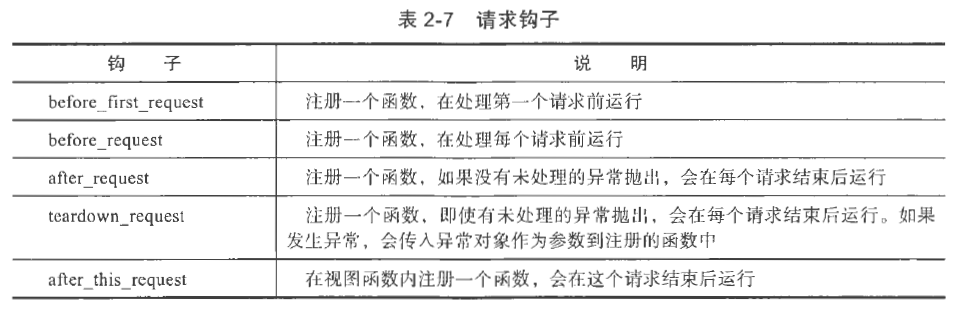 表 2-7 请求钩子
钩 子 说 明
before_first_request 注册一个函数，在处理第一个请求前运行
before_request 注册一个函数，在处理每个请求前运行
after_request 注册一个函数，如果没有未处理的异常抛出，会在每个请求结束后运行
teardown_request 注册一个函数，即使有未处理的异常抛出，会在每个请求结束后运行。如果
发生异常，会传入异常对象作为参数到注册的函数中
after_this_request 在视图函数内注册一个函数，会在这个请求结束后运行